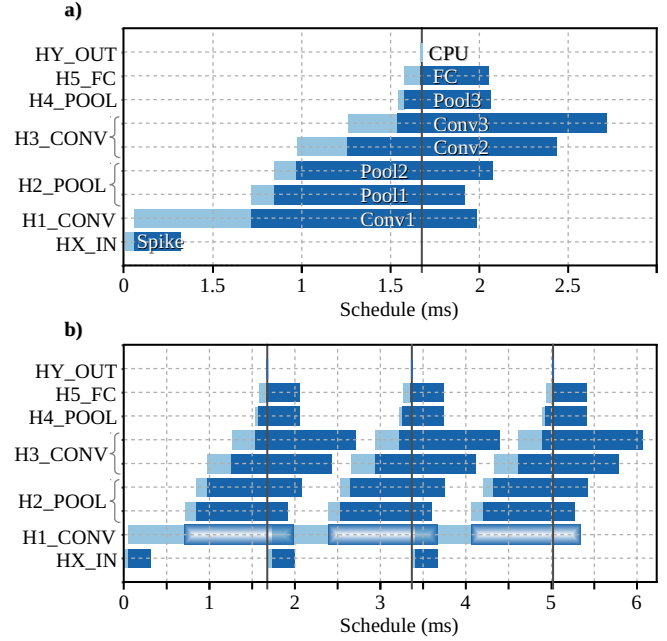 a)
HY_OUT
CPU
H5_FC
FC
H4_POOL
Pool3
Conv3
H3_CONV
Conv2
Pool2
H2_POOL
Pool1
H1_CONV
Conv1
HX_IN
Spike
0 1.5 1 1.5 2 2.5
Schedule (ms)
b)
HY_OUT
H5_FC
H4_POOL
H3_CONV
H2_POOL
H1_CONV
HX_IN
0 1 2 3 4 5 6
Schedule (ms)